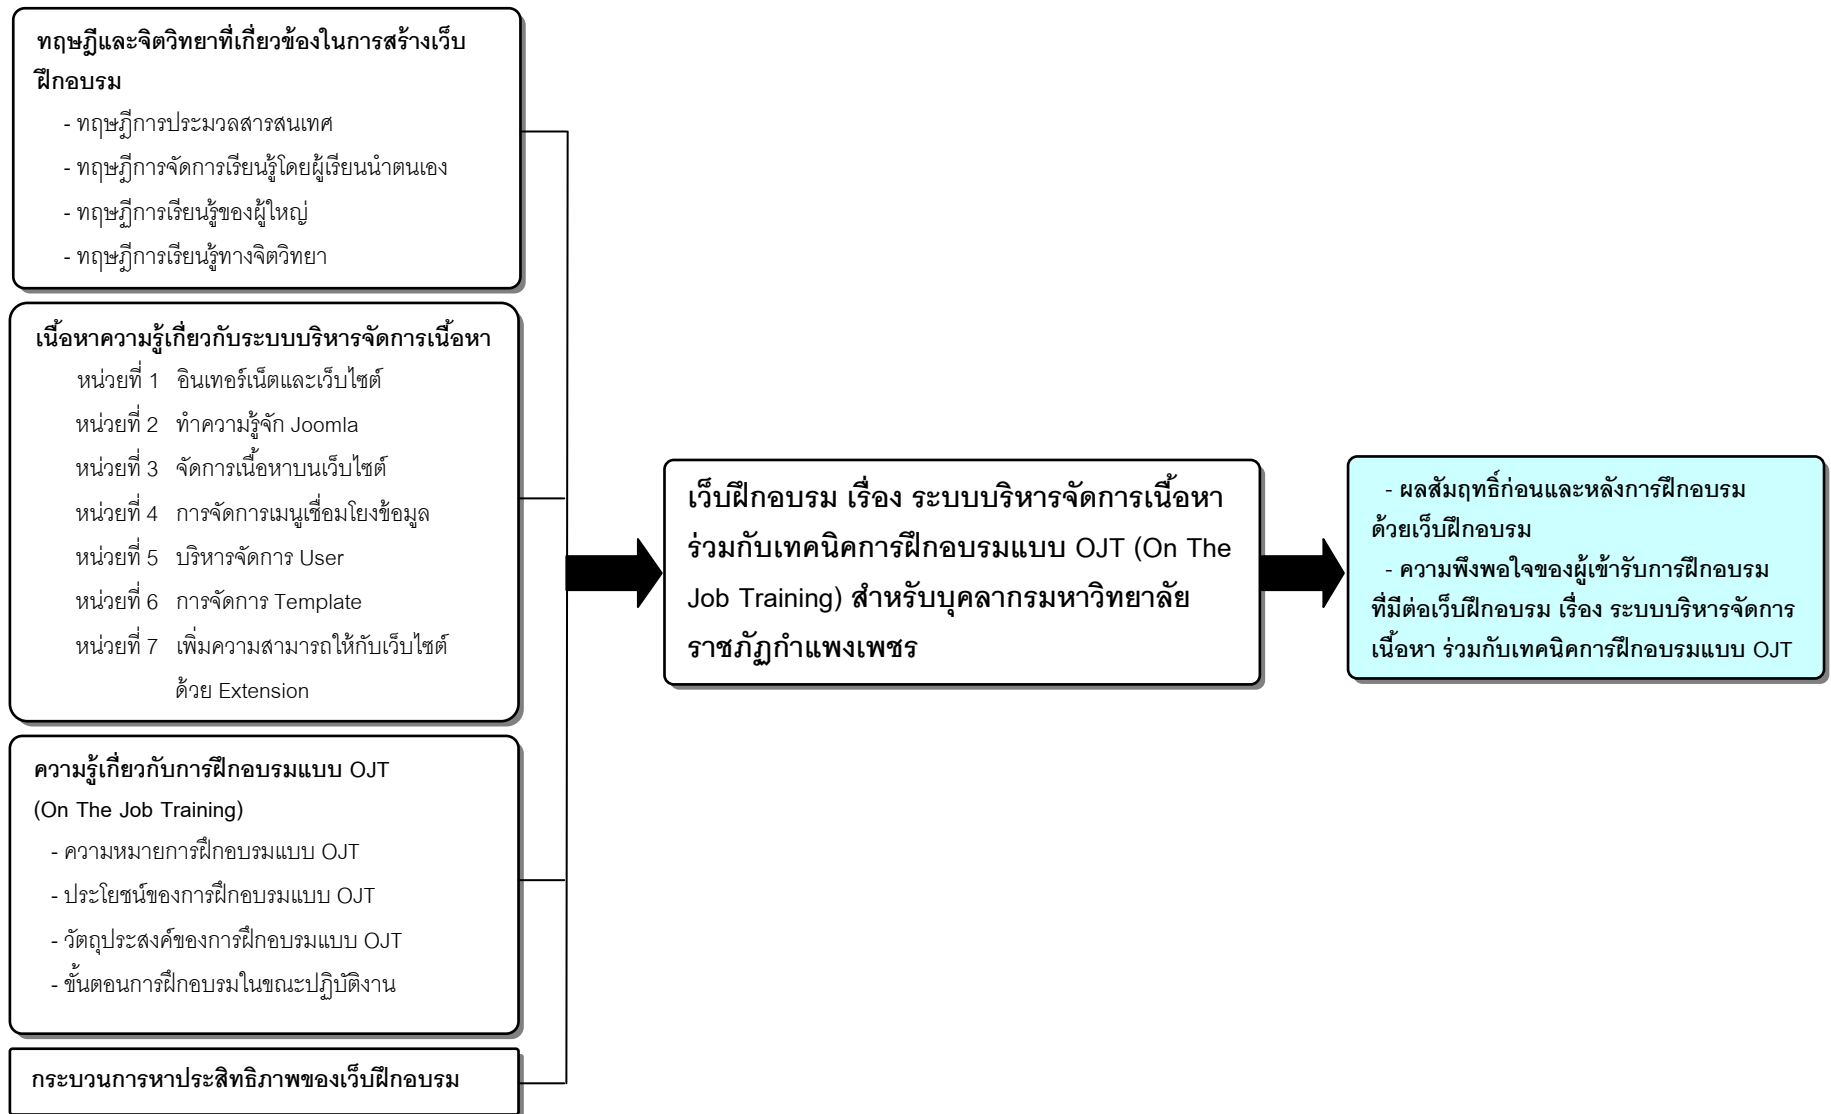 ทฤษฎีและจิตวิทยาที่เกี่ยวข้องในการสร้างเว็บ
ฝึกอบรม
- ทฤษฎีการประมวลสารสนเทศ
- ทฤษฎีการจัดการเรียนรู้โดยผู้เรียนนำตนเอง
- ทฤษฎีการเรียนรู้ของผู้ใหญ่
- ทฤษฎีการเรียนรู้ทางจิตวิทยา
เนื้อหาความรู้เกี่ยวกับระบบบริหารจัดการเนื้อหา
หน่วยที่ 1 อินเทอร์เน็ตและเว็บไซต์
หน่วยที่ 2 ทำความรู้จัก Joomla
หน่วยที่ 3 จัดการเนื้อหาบนเว็บไซต์
หน่วยที่ 4 การจัดการเมนูเชื่อมโยงข้อมูล
หน่วยที่ 5 บริหารจัดการ User
หน่วยที่ 6 การจัดการ Template
หน่วยที่ 7 เพิ่มความสามารถให้กับเว็บไซต์
ด้วย Extension
ความรู้เกี่ยวกับการฝึกอบรมแบบ OJT
(On The Job Training)
- ความหมายการฝึกอบรมแบบ OJT
- ประโยชน์ของการฝึกอบรมแบบ OJT
- วัตถุประสงค์ของการฝึกอบรมแบบ OJT
- ขั้นตอนการฝึกอบรมในขณะปฏิบัติงาน
กระบวนการหาประสิทธิภาพของเว็บฝึกอบรม
เว็บฝึกอบรม เรื่อง ระบบบริหารจัดการเนื้อหา
ร่วมกับเทคนิคการฝึกอบรมแบบ OJT (On The
Job Training) สำหรับบุคลากรมหาวิทยาลัย
ราชภัฏกำแพงเพชร
- ผลสัมฤทธิ์ก่อนและหลังการฝึกอบรม
ด้วยเว็บฝึกอบรม
- ความพึงพอใจของผู้เข้ารับการฝึกอบรม
ที่มีต่อเว็บฝึกอบรม เรื่อง ระบบบริหารจัดการ
เนื้อหา ร่วมกับเทคนิคการฝึกอบรมแบบ OJT